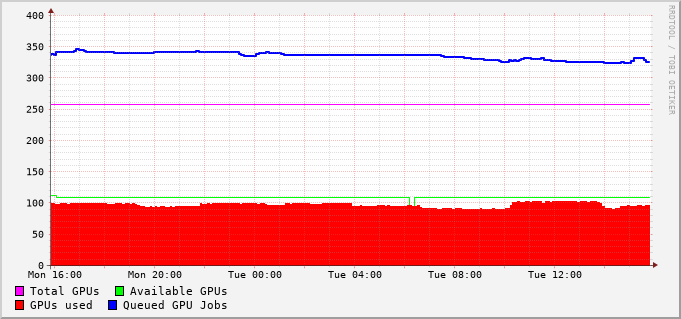 400
350
300
250
200
150
100
50
0
Mon 16:00 Mon 20:00 Tue 00:00 Tue 04:00 Tue 08:00 Tue 12:00
Total GPUs Available GPUs
GPUs used Queued GPU Jobs
RRDTOOL / TOBI OETIKER